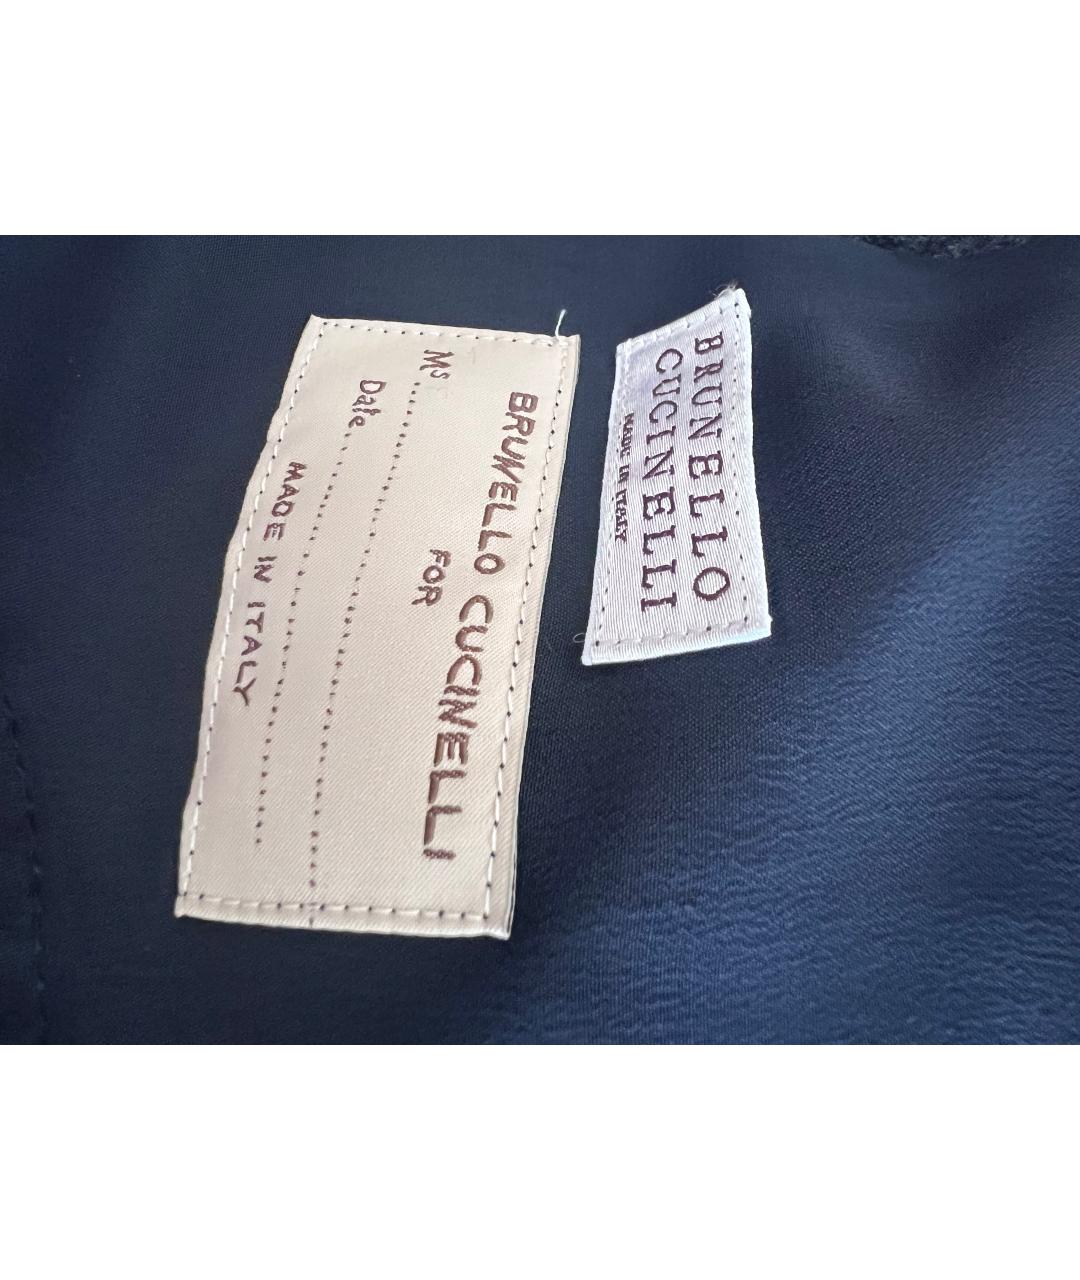 BRUNELLO CUCINELLI
FOR
Ms
Date
MADE IN ITALY
BRUNELLO
CUCINELLI
MADE IN ITALY